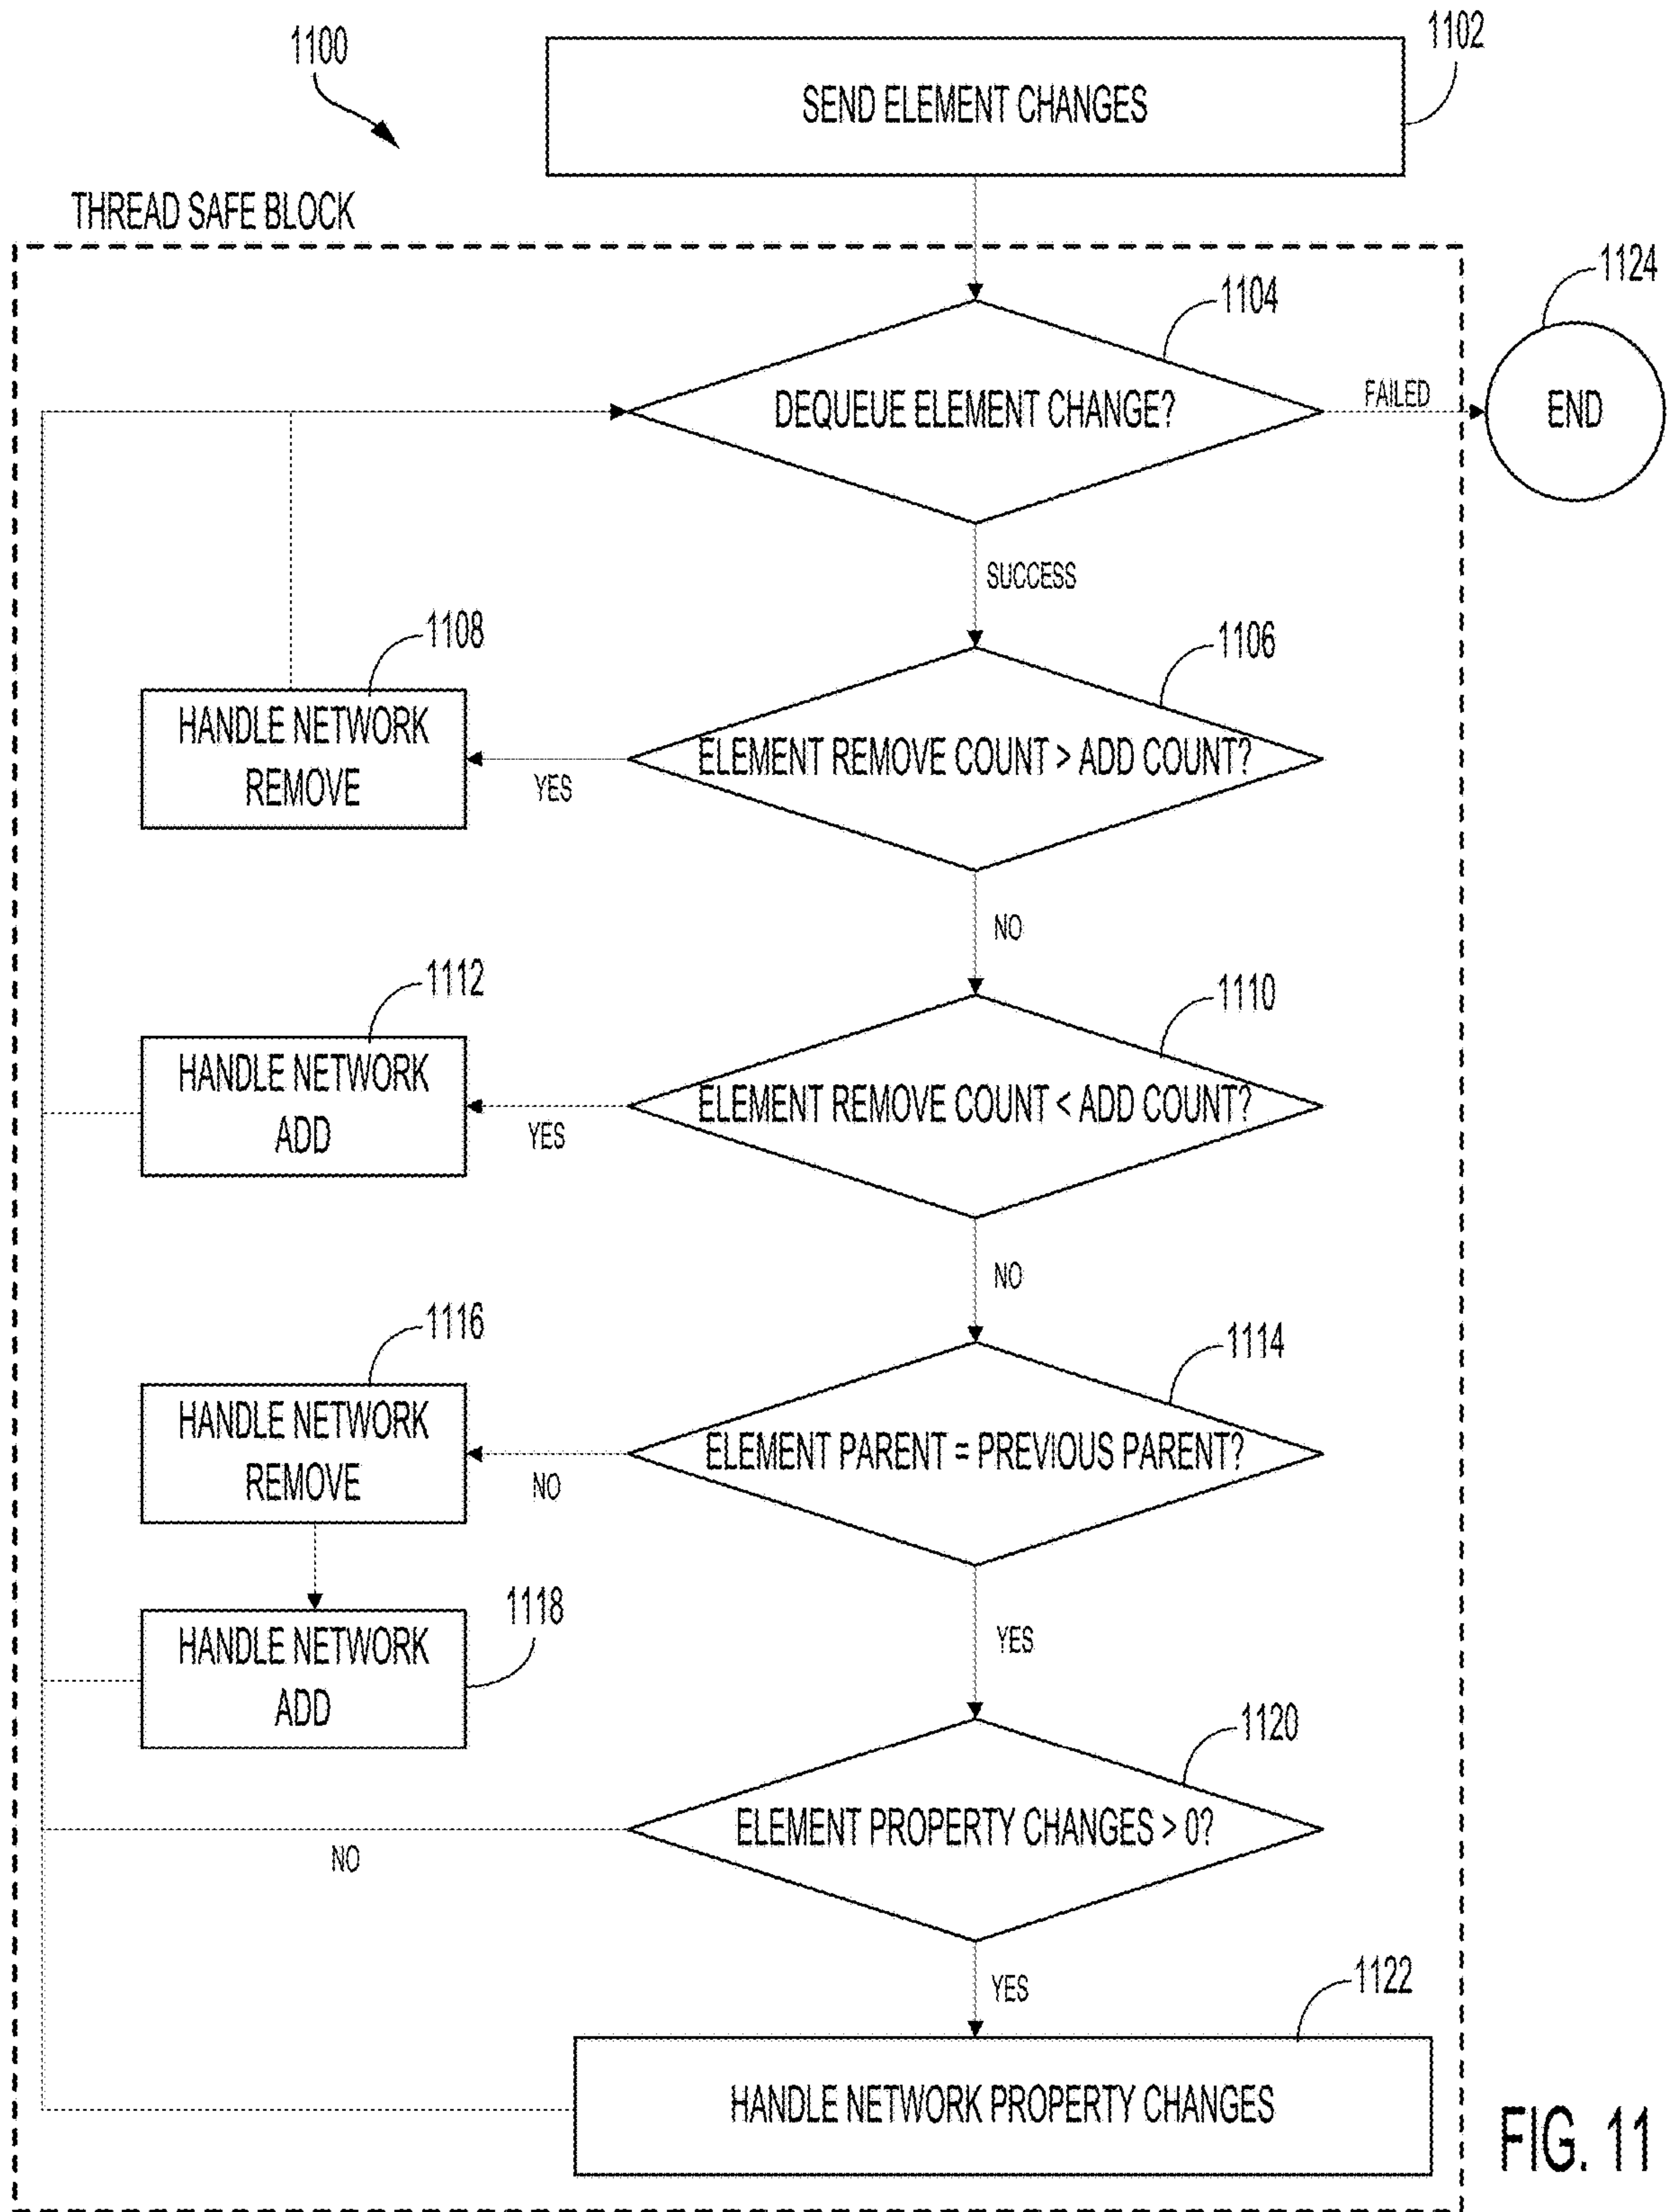 1100
1102
SEND ELEMENT CHANGES
THREAD SAFE BLOCK
1124
1104
DEQUEUE ELEMENT CHANGE?
FAILED
END
SUCCESS
1108
1106
HANDLE NETWORK
REMOVE
ELEMENT REMOVE COUNT > ADD COUNT?
YES
NO
1112
1110
HANDLE NETWORK
ADD
ELEMENT REMOVE COUNT < ADD COUNT?
YES
NO
1116
1114
HANDLE NETWORK
REMOVE
ELEMENT PARENT = PREVIOUS PARENT?
NO
YES
1118
HANDLE NETWORK
ADD
1120
ELEMENT PROPERTY CHANGES > 0?
NO
YES
1122
HANDLE NETWORK PROPERTY CHANGES
FIG. 11